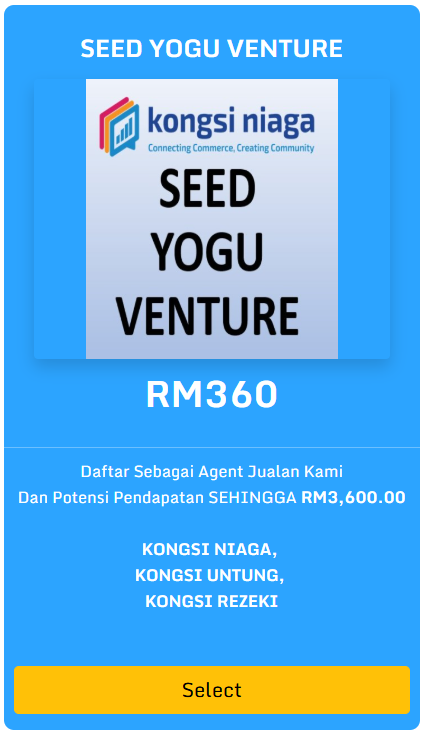 SEED YOGU VENTURE
kongsi niaga
Connecting Commerce, Creating Community
SEED
YOGU
VENTURE
RM360
Daftar Sebagai Agent Jualan Kami
Dan Potensi Pendapatan SEHINGGA RM3,600.00
KONGSI NIAGA,
KONGSI UNTUNG,
KONGSI REZEKI
Select